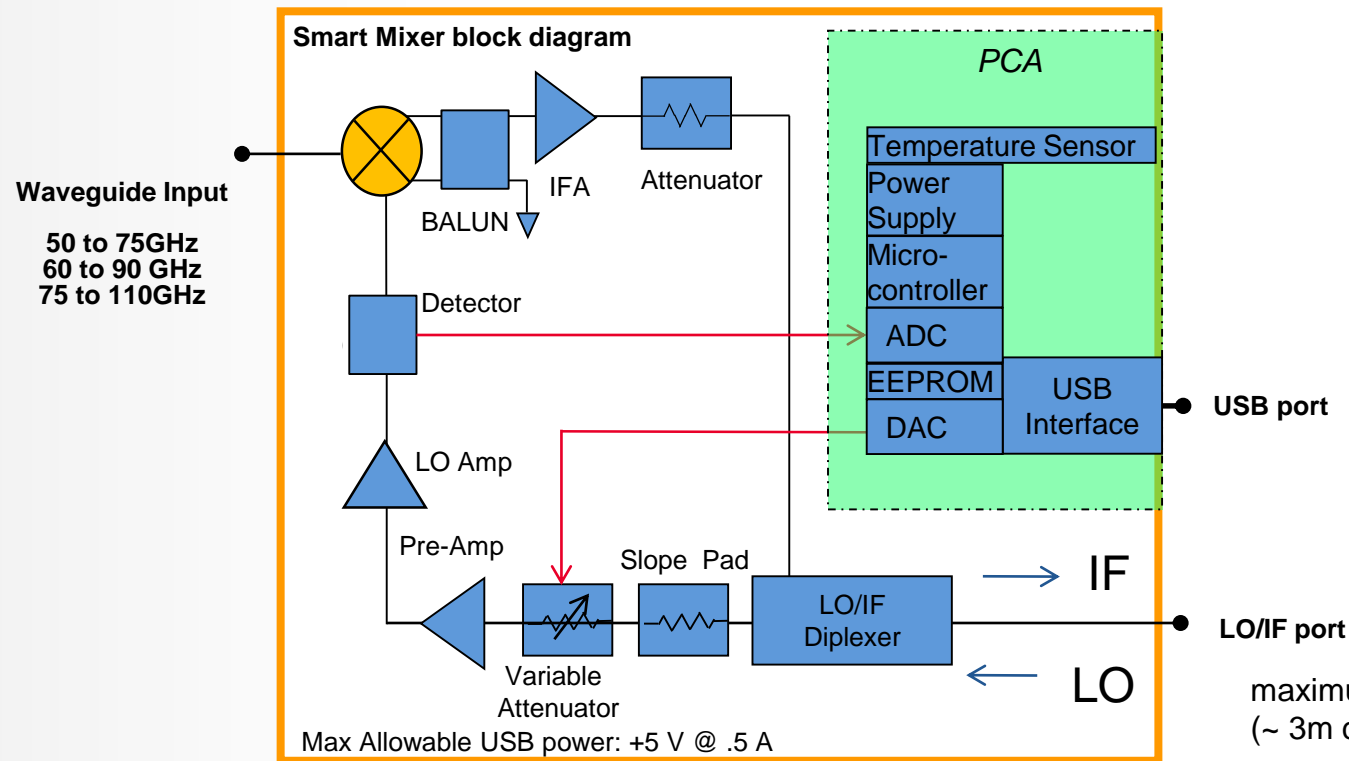 Smart Mixer block diagram
PCA
Temperature Sensor
Power
Supply
Micro-
controller
ADC
EEPROM
DAC
USB
Interface
USB port
IFA
Attenuator
BALUN
Waveguide Input
50 to 75GHz
60 to 90 GHz
75 to 110GHz
Detector
LO Amp
Pre-Amp
Slope Pad
Variable
Attenuator
LO/IF
Diplexer
IF
LO
LO/IF port
(~ 3m
Max Allowable USB power: +5 V @ .5 A